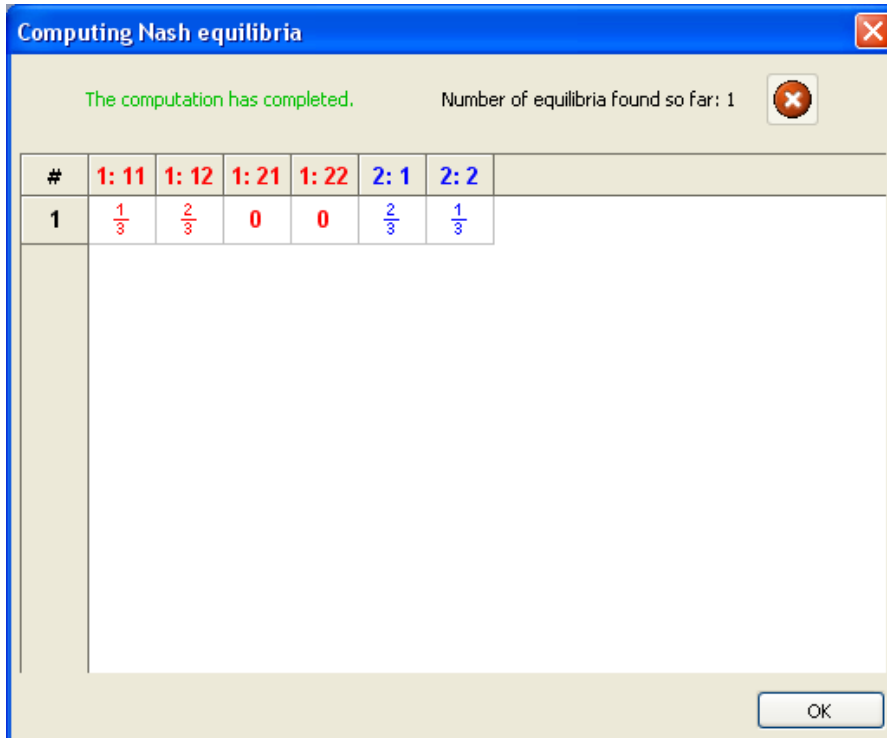 Computing Nash equilibria
The computation has completed. Number of equilibria found so far: 1
# 1: 11 1: 12 1: 21 1: 22 2: 1 2: 2
1 1/3 2/3 0 0 2/3 1/3
OK